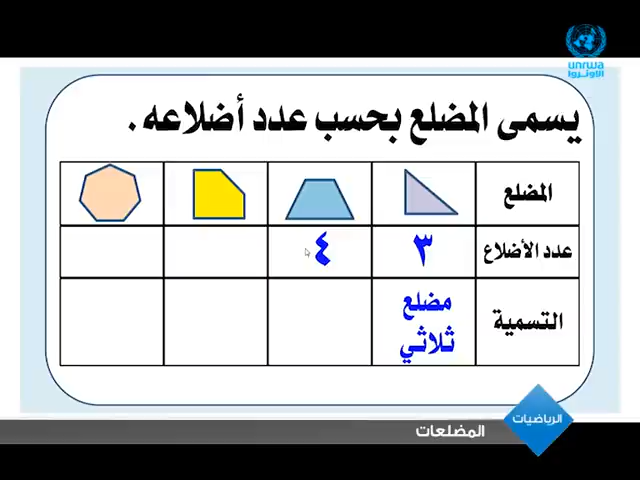 unrwa
الأونروا
يسمى المضلع بحسب عدد أضلاعه .
المضلع
عدد الأضلاع ٣ ٤
التسمية مضلع ثلاثي
الرياضيات
المضلعات